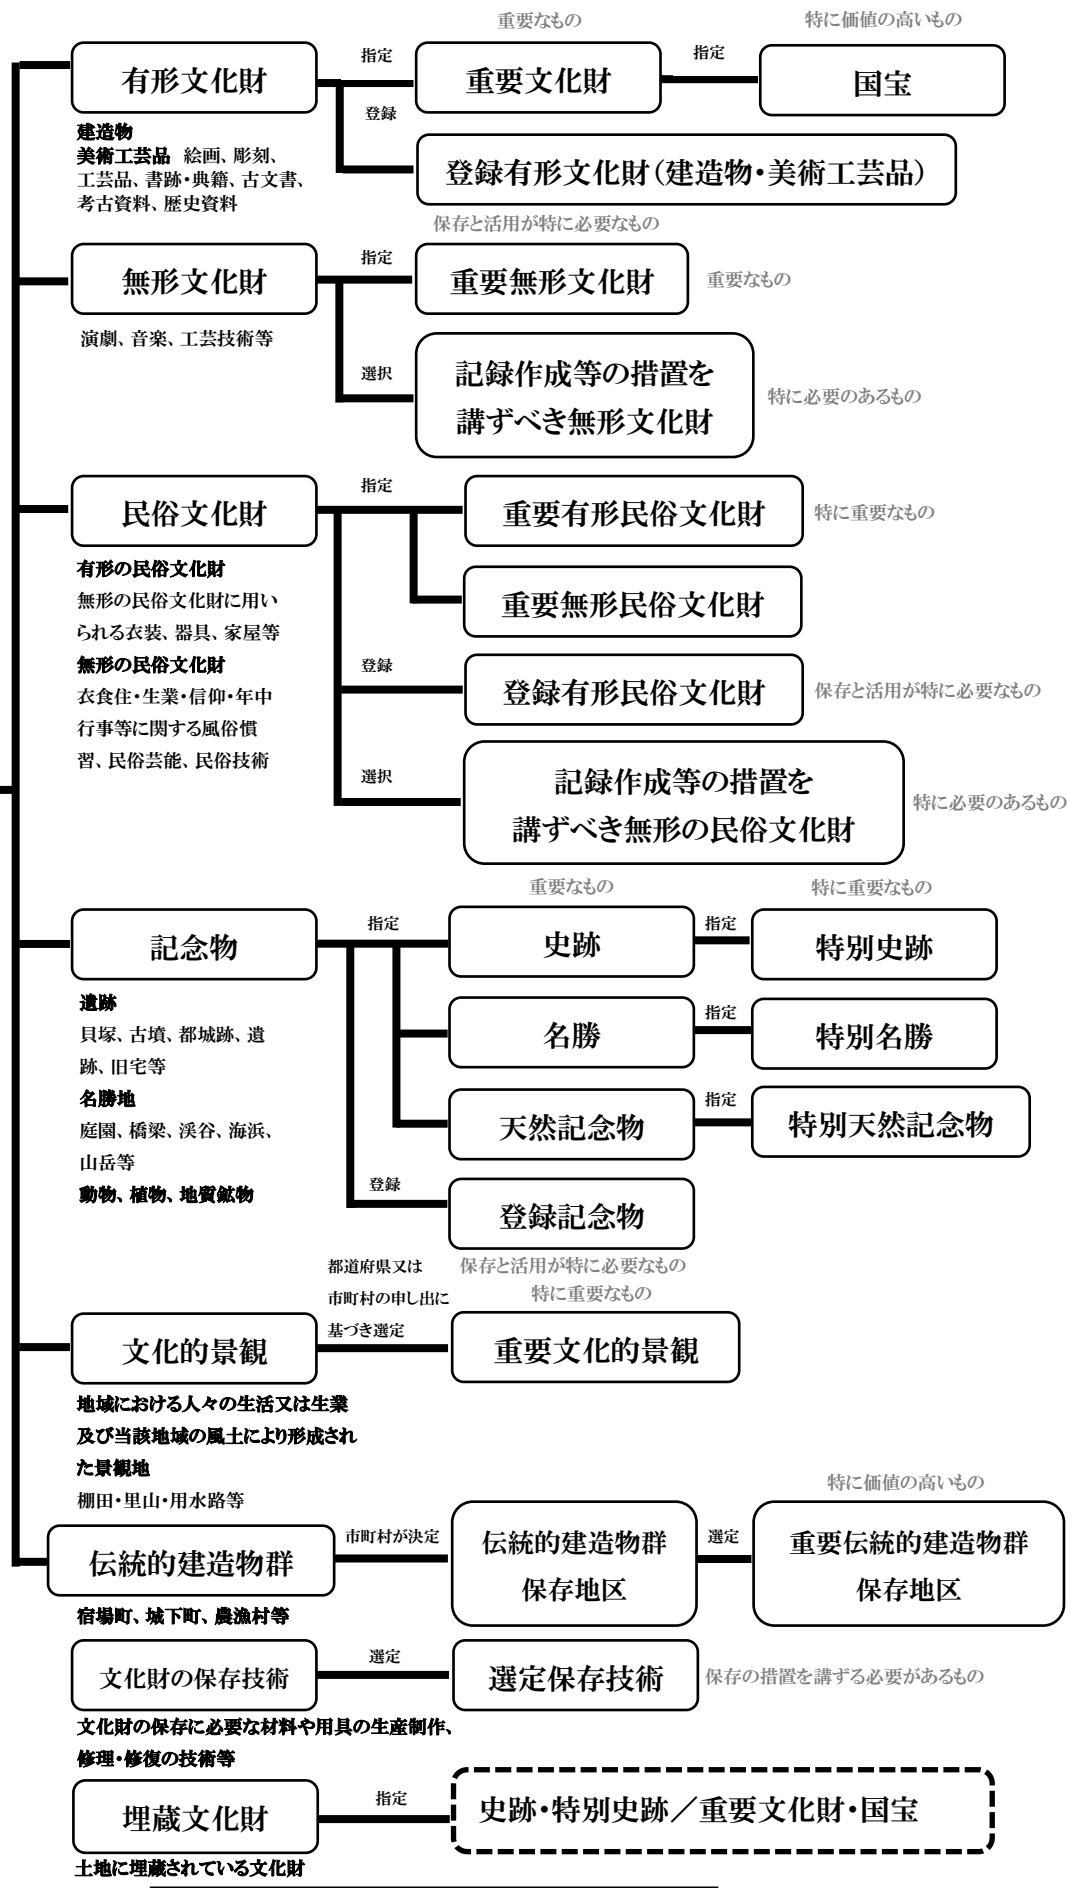 重要なもの
特に価値の高いもの
有形文化財
指定
重要文化財
指定
国宝
登録
登録有形文化財（建造物・美術工芸品）
保存と活用が特に必要なもの
建造物
美術工芸品 絵画、彫刻、
工芸品、書跡・典籍、古文書、
考古資料、歴史資料
無形文化財
指定
重要無形文化財
重要なもの
演劇、音楽、工芸技術等
選択
記録作成等の措置を
講ずべき無形文化財
特に必要のあるもの
民俗文化財
指定
重要有形民俗文化財
特に重要なもの
重要無形民俗文化財
有形の民俗文化財
無形の民俗文化財に用い
られる衣装、器具、家屋等
無形の民俗文化財
衣食住・生業・信仰・年中
行事等に関する風俗慣
習、民俗芸能、民俗技術
登録
登録有形民俗文化財
保存と活用が特に必要なもの
選択
記録作成等の措置を
講ずべき無形の民俗文化財
特に必要のあるもの
重要なもの
特に重要なもの
記念物
指定
史跡
指定
特別史跡
名勝
指定
特別名勝
天然記念物
指定
特別天然記念物
遺跡
貝塚、古墳、都城跡、遺
跡、旧宅等
名勝地
庭園、橋梁、渓谷、海浜、
山岳等
動物、植物、地質鉱物
登録
登録記念物
保存と活用が特に必要なもの
特に重要なもの
都道府県又は
市町村の申し出に
基づき選定
文化的景観
重要文化的景観
地域における人々の生活又は生業
及び当該地域の風土により形成され
た景観地
棚田・里山・用水路等
特に価値の高いもの
伝統的建造物群
市町村が決定
伝統的建造物群
保存地区
選定
重要伝統的建造物群
保存地区
宿場町、城下町、農漁村等
文化財の保存技術
選定
選定保存技術
保存の措置を講ずる必要があるもの
文化財の保存に必要な材料や用具の生産制作、
修理・修復の技術等
埋蔵文化財
指定
史跡・特別史跡／重要文化財・国宝
土地に埋蔵されている文化財